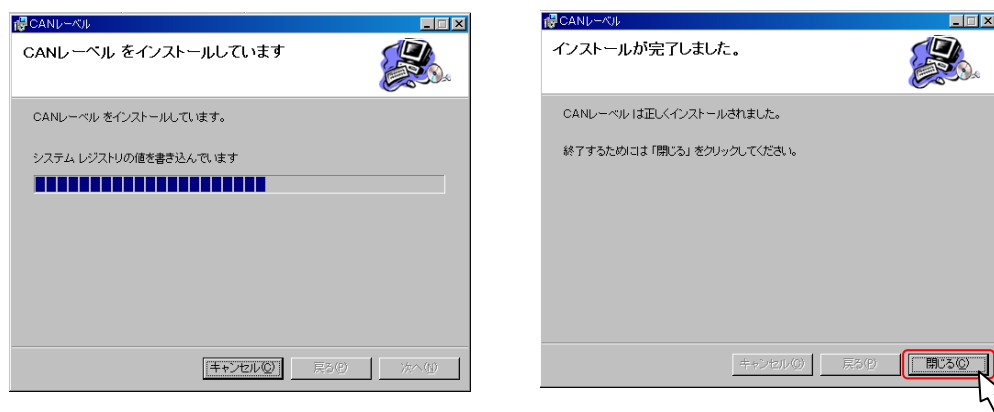 CANレーベル
CANレーベル をインストールしています
CANレーベル をインストールしています。
システム レジストリの値を書き込んでいます
キャンセル(C)
戻る(P)
次へ(N)
CANレーベル
インストールが完了しました。
CANレーベル は正しくインストールされました。
終了するためには「閉じる」をクリックしてください。
キャンセル(C)
戻る(P)
閉じる(C)